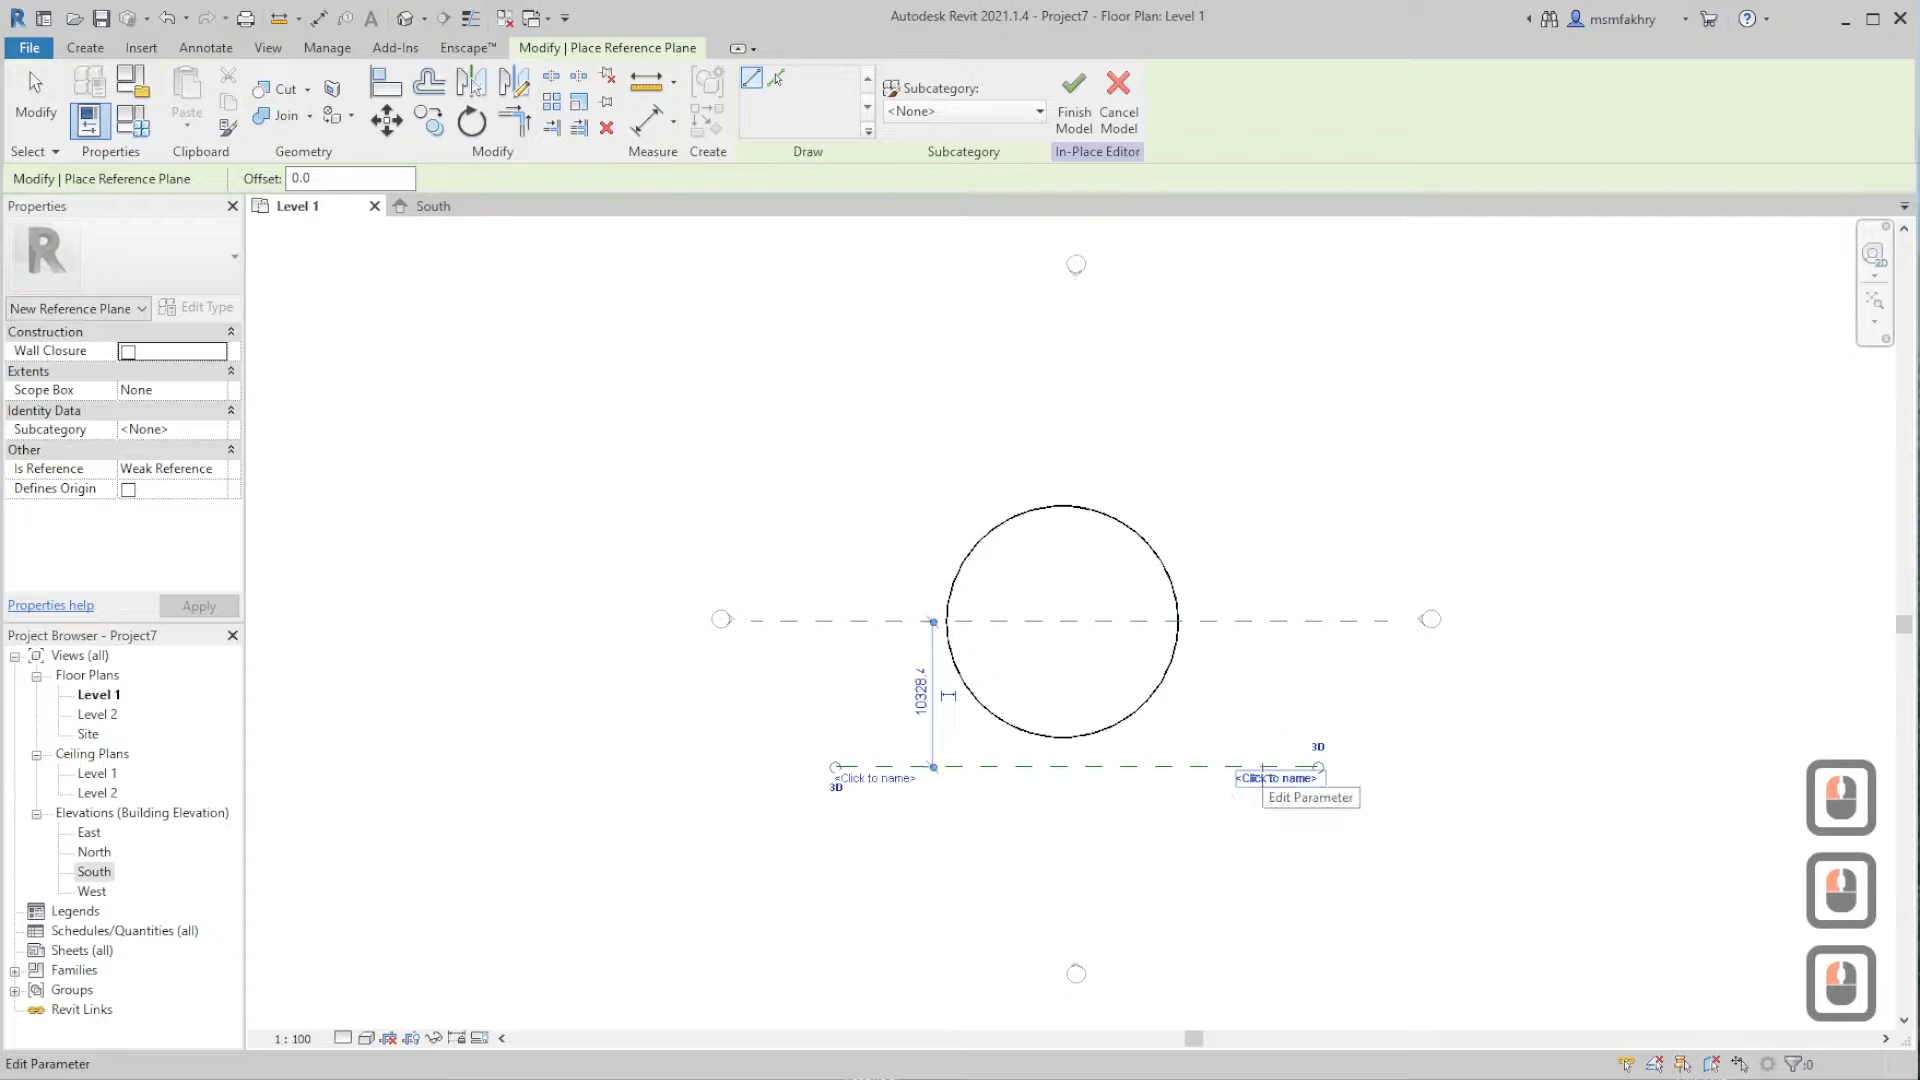 Autodesk Revit 2021.1.4 - Project7 - Floor Plan: Level 1
msmfakhry
File
Create
Insert
Annotate
View
Manage
Add-Ins
Enscape™
Modify | Place Reference Plane
Modify
Paste
Cut
Join
Subcategory:
<None>
Finish Model
Cancel Model
Select
Properties
Clipboard
Geometry
Modify
Measure
Create
Draw
Subcategory
In-Place Editor
Modify | Place Reference Plane
Offset: 0.0
Properties
Level 1
South
R
2D
New Reference Plane
Edit Type
Construction
Wall Closure
Extents
Scope Box None
Identity Data
Subcategory <None>
Other
Is Reference Weak Reference
Defines Origin
Properties help
Apply
Project Browser - Project7
Views (all)
Floor Plans
Level 1
Level 2
Site
Ceiling Plans
Level 1
Level 2
Elevations (Building Elevation)
East
North
South
West
Legends
Schedules/Quantities (all)
Sheets (all)
Families
Groups
Revit Links
10328.4
3D
<Click to name>
3D
<Click to name>
Edit Parameter
1 : 100
Edit Parameter
:0